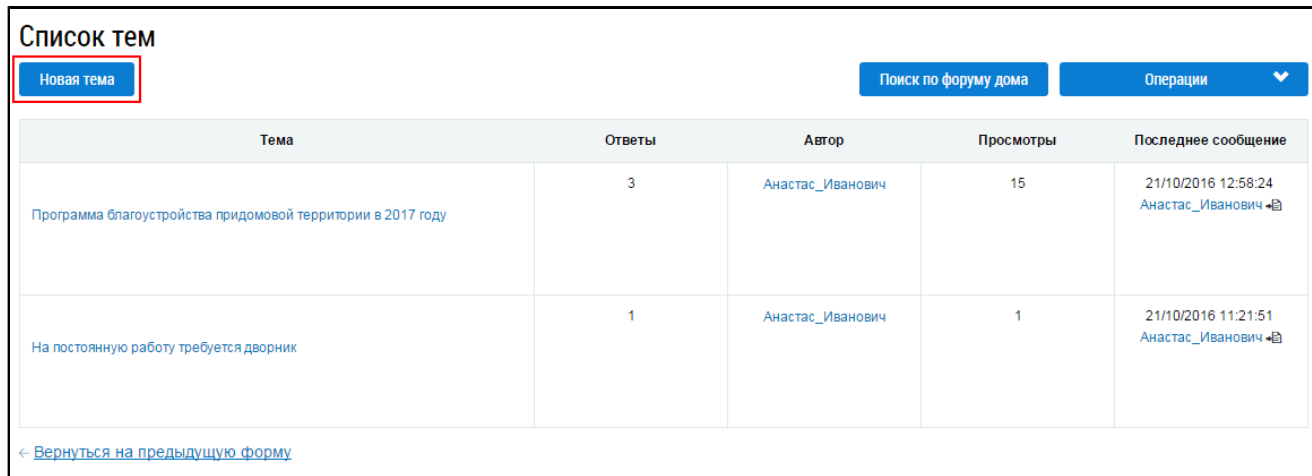 Список тем
Новая тема
Поиск по форуму дома
Операции
Тема
Ответы
Автор
Просмотры
Последнее сообщение
Программа благоустройства придомовой территории в 2017 году
3
Анастас_Иванович
15
21/10/2016 12:58:24
Анастас_Иванович
На постоянную работу требуется дворник
1
Анастас_Иванович
1
21/10/2016 11:21:51
Анастас_Иванович
← Вернуться на предыдущую форму